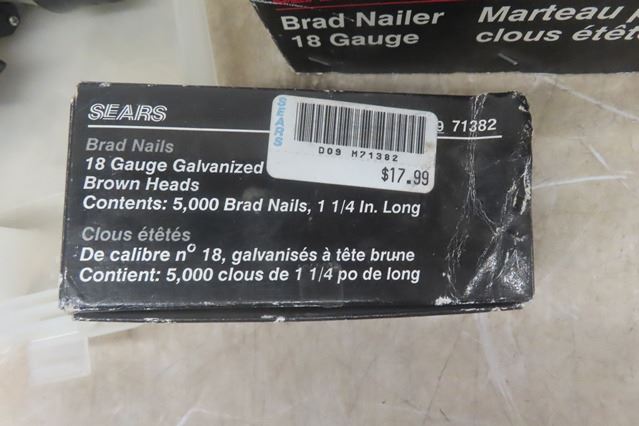 Brad Nailer
18 Gauge
Marteau
clous étêt
SEARS
SEARS
D09 M71382
$17.99
9 71382
Brad Nails
18 Gauge Galvanized
Brown Heads
Contents: 5,000 Brad Nails, 1 1/4 In. Long
Clous étêtés
De calibre nº 18, galvanisés à tête brune
Contient: 5,000 clous de 1 1/4 po de long